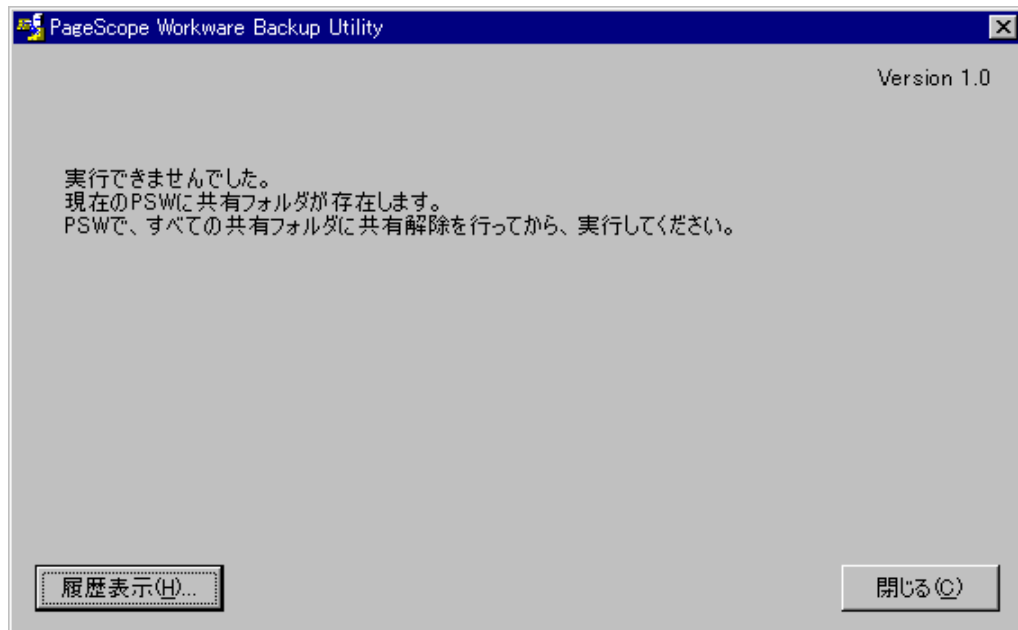 PageScope Workware Backup Utility
Version 1.0
実行できませんでした。
現在のPSWに共有フォルダが存在します。
PSWで、すべての共有フォルダに共有解除を行ってから、実行してください。
履歴表示(H)...
閉じる(C)